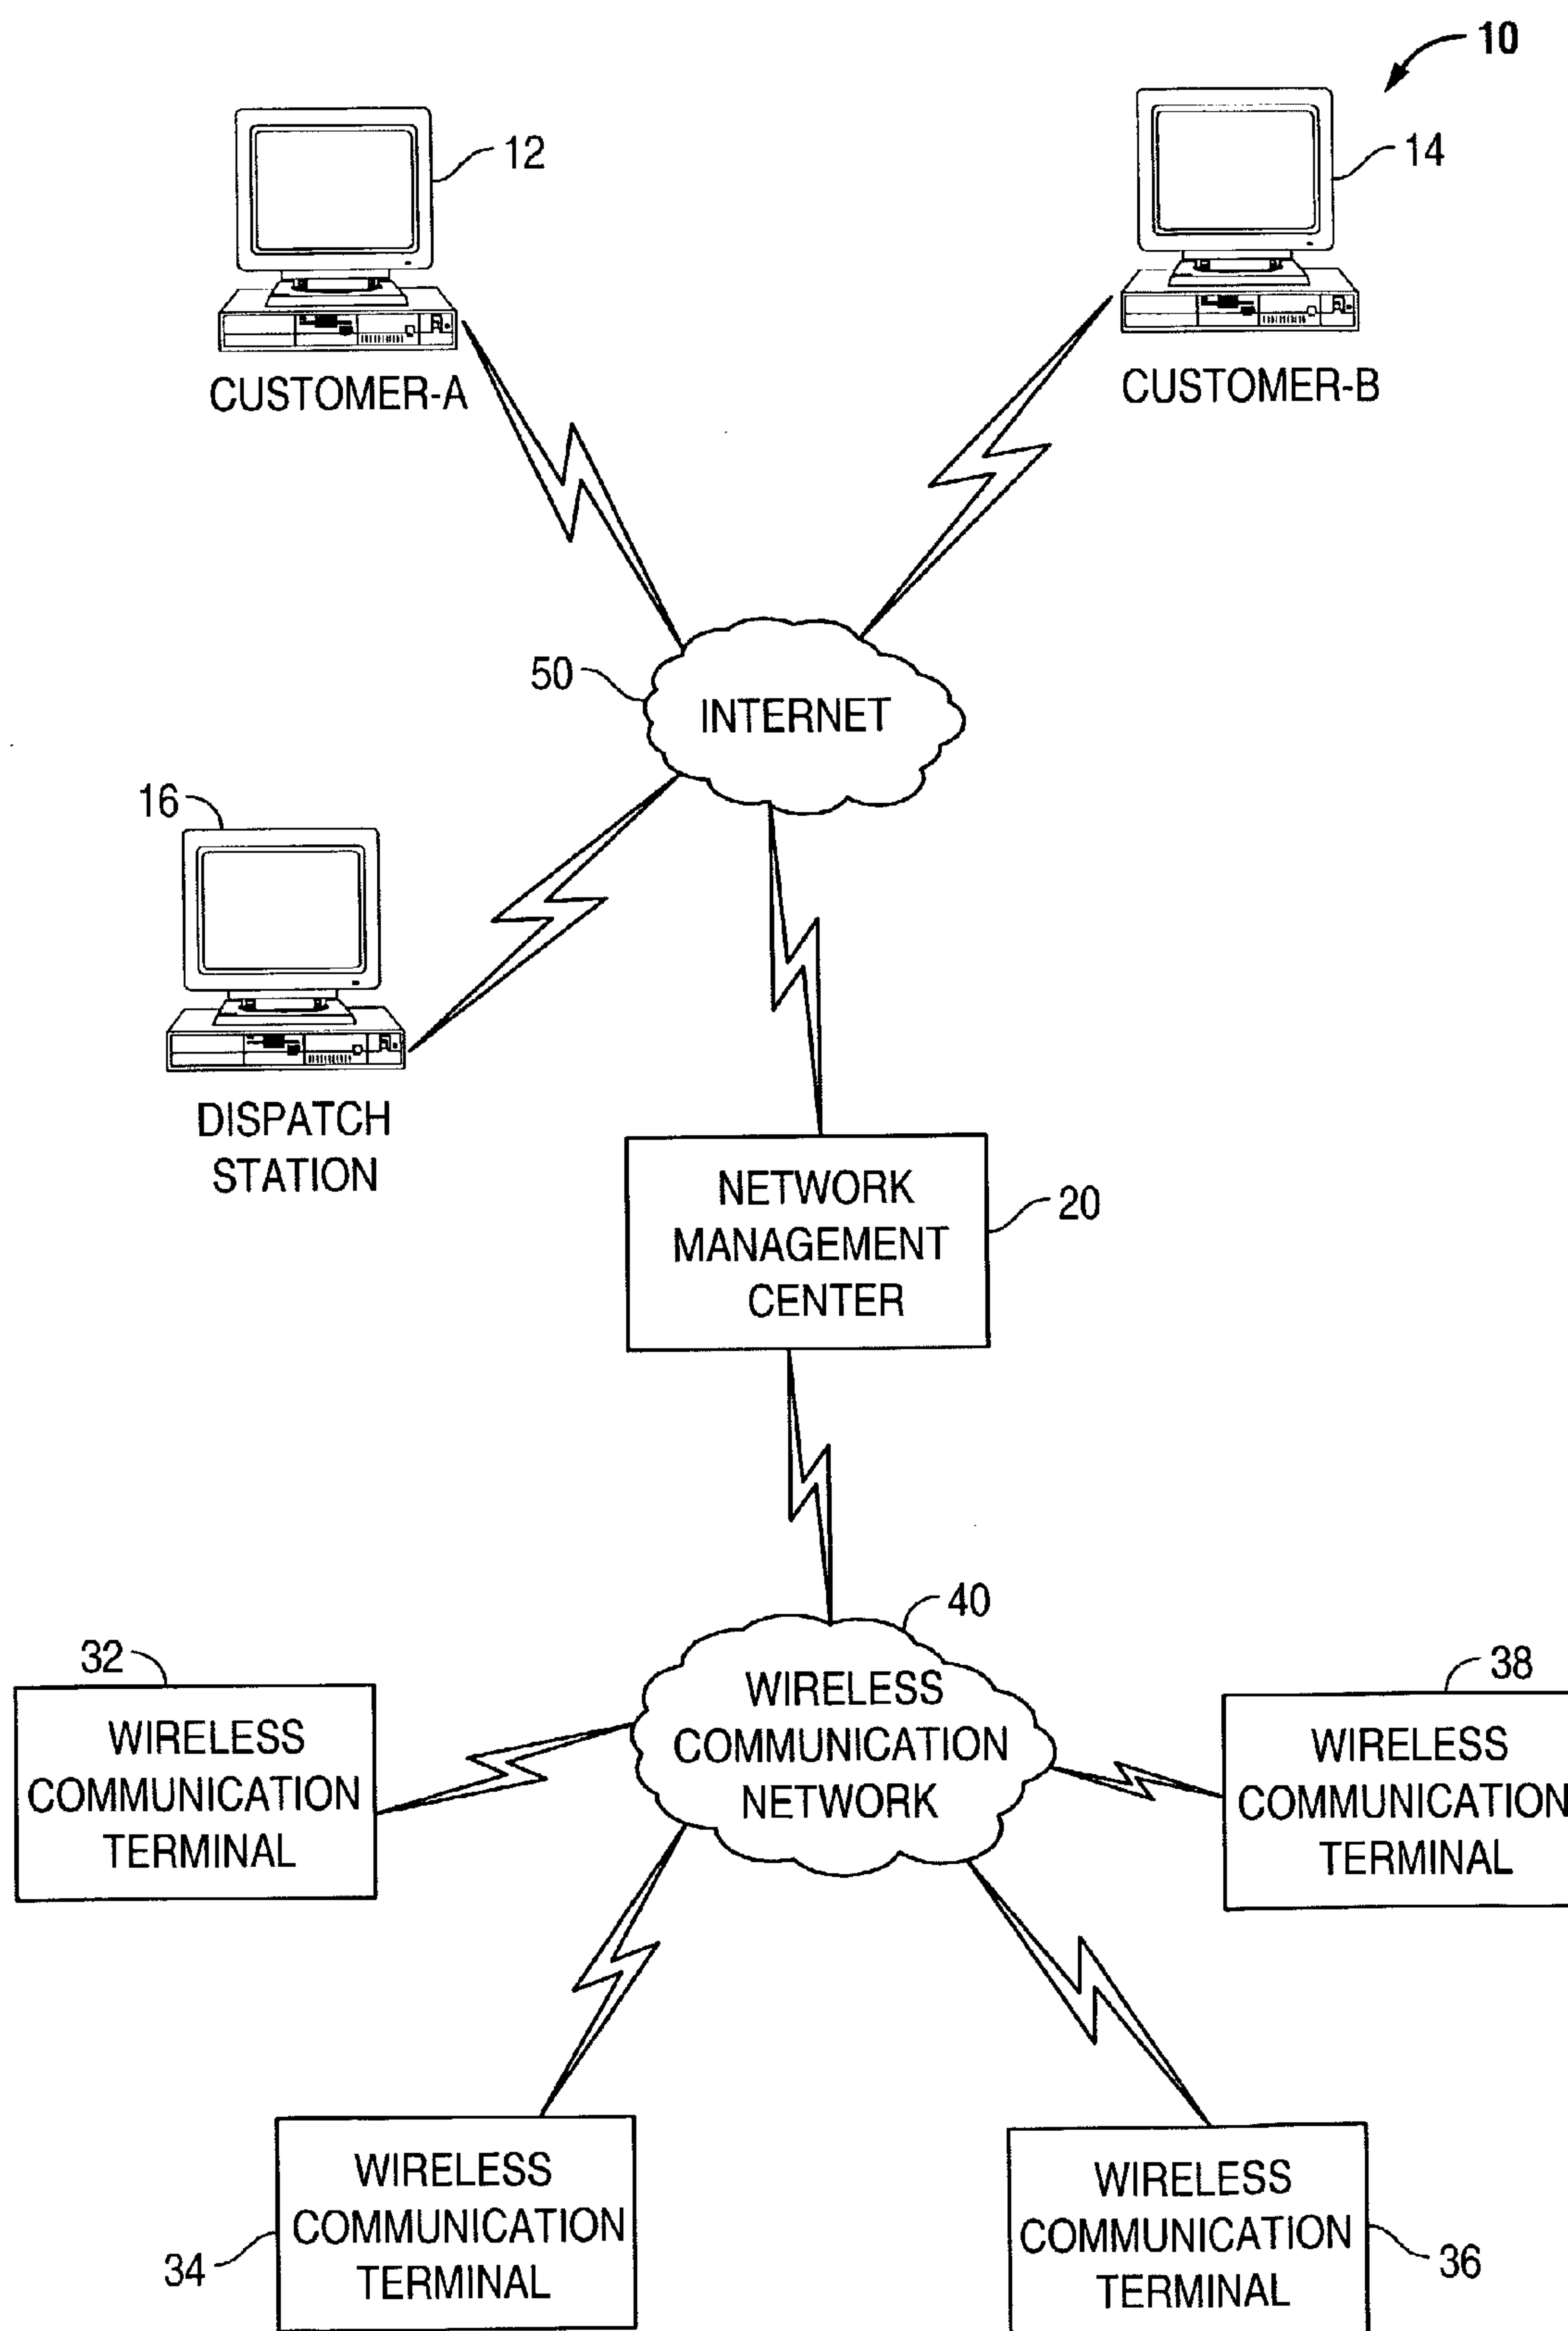 10
12
14
CUSTOMER-A
CUSTOMER-B
50
INTERNET
16
DISPATCH
STATION
NETWORK
MANAGEMENT
CENTER
20
40
WIRELESS
COMMUNICATION
NETWORK
32
WIRELESS
COMMUNICATION
TERMINAL
38
WIRELESS
COMMUNICATION
TERMINAL
WIRELESS
COMMUNICATION
TERMINAL
34
WIRELESS
COMMUNICATION
TERMINAL
36